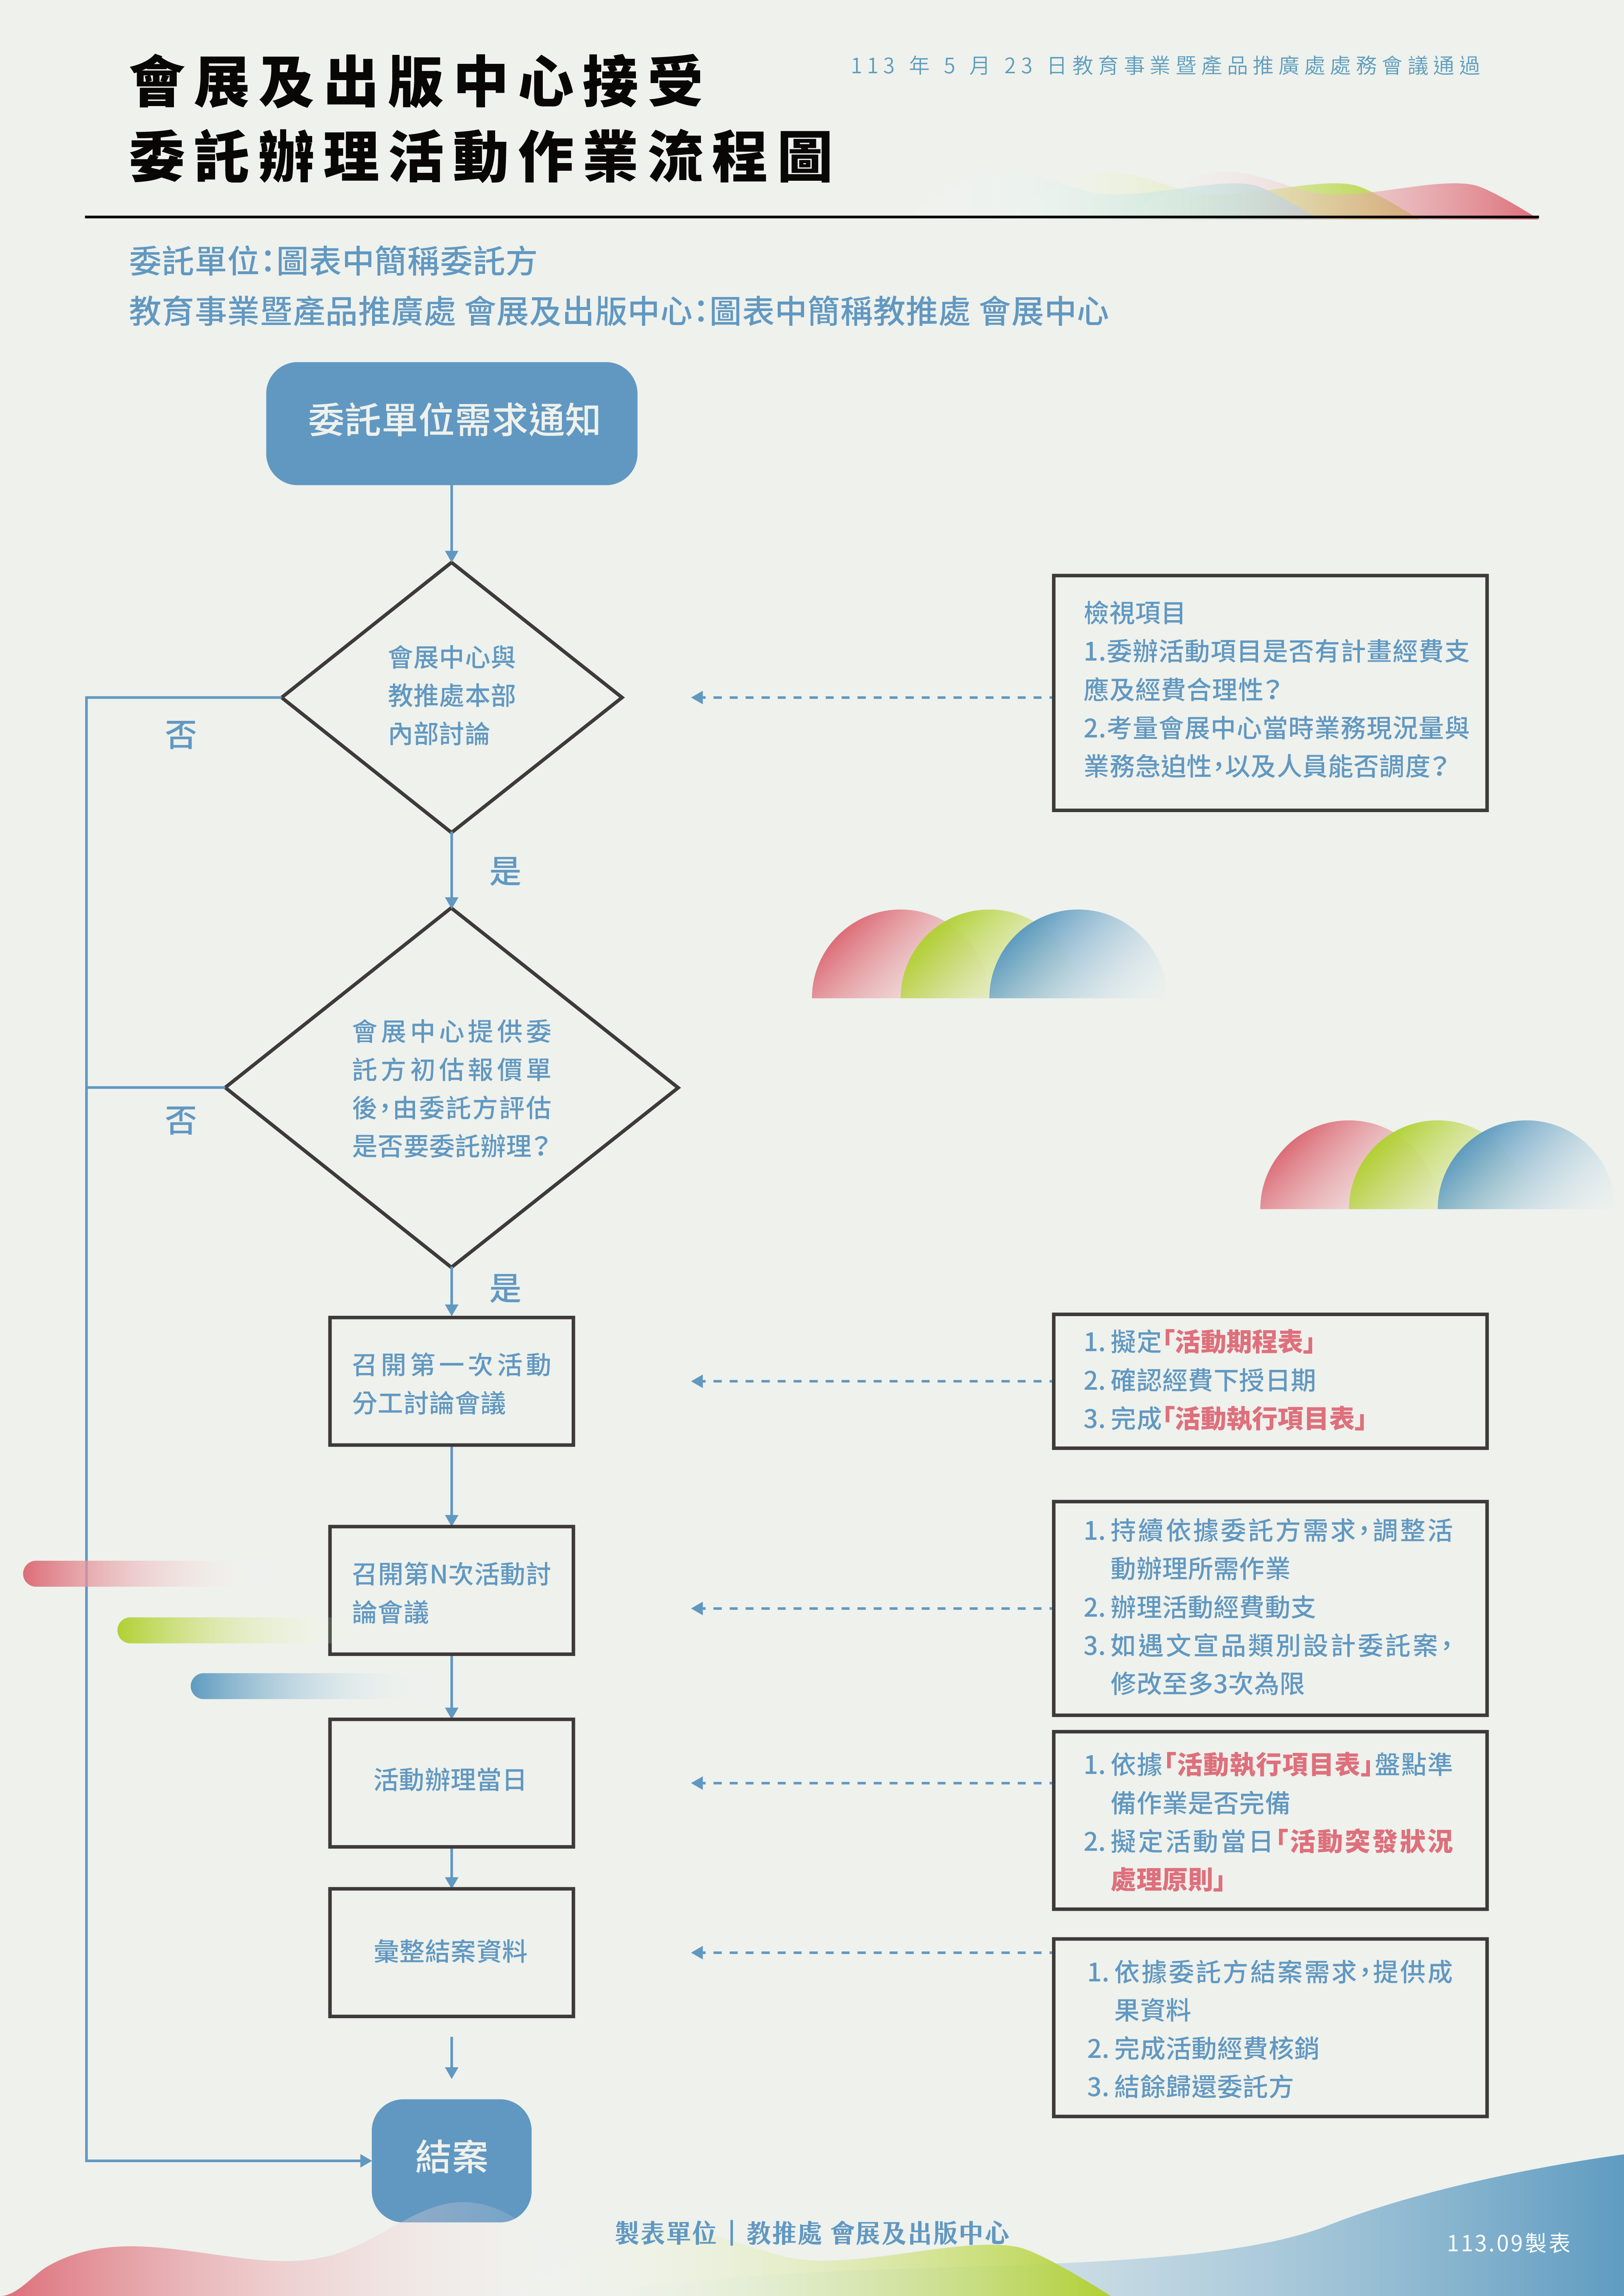 會展及出版中心接受
委託辦理活動作業流程圖
113 年 5 月 23 日教育事業暨產品推廣處處務會議通過
委託單位：圖表中簡稱委託方
教育事業暨產品推廣處 會展及出版中心：圖表中簡稱教推處 會展中心
委託單位需求通知
會展中心與
教推處本部
內部討論
檢視項目
1.委辦活動項目是否有計畫經費支
應及經費合理性？
2.考量會展中心當時業務現況量與
業務急迫性，以及人員能否調度？
否
是
會展中心提供委
託方初估報價單
後，由委託方評估
是否要委託辦理？
否
是
召開第一次活動
分工討論會議
1. 擬定「活動期程表」
2. 確認經費下授日期
3. 完成「活動執行項目表」
召開第N次活動討
論會議
1. 持續依據委託方需求，調整活
動辦理所需作業
2. 辦理活動經費動支
3. 如遇文宣品類別設計委託案，
修改至多3次為限
活動辦理當日
1. 依據「活動執行項目表」盤點準
備作業是否完備
2. 擬定活動當日「活動突發狀況
處理原則」
彙整結案資料
1. 依據委託方結案需求，提供成
果資料
2. 完成活動經費核銷
3. 結餘歸還委託方
結案
製表單位｜教推處 會展及出版中心
113.09製表